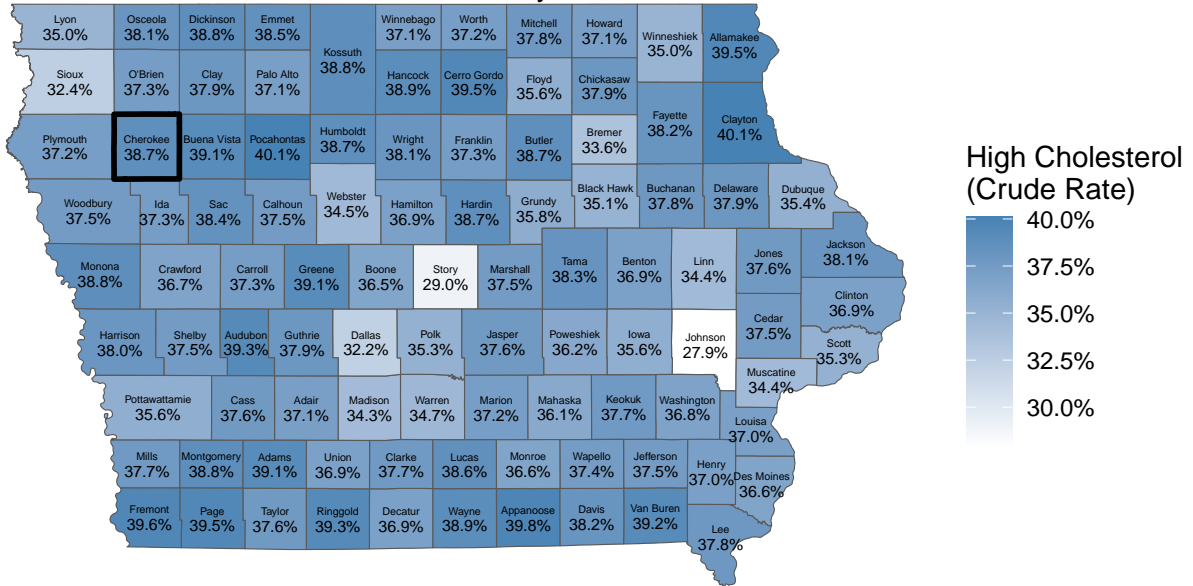 Lyon
35.0%
Osceola
38.1%
Dickinson
38.8%
Emmet
38.5%
Kossuth
38.8%
Winnebago
37.1%
Worth
37.2%
Mitchell
37.8%
Howard
37.1%
Winneshiek
35.0%
Allamakee
39.5%
Sioux
32.4%
O'Brien
37.3%
Clay
37.9%
Palo Alto
37.1%
Hancock
38.9%
Cerro Gordo
39.5%
Floyd
35.6%
Chickasaw
37.9%
Fayette
38.2%
Clayton
40.1%
Plymouth
37.2%
Cherokee
38.7%
Buena Vista
39.1%
Pocahontas
40.1%
Humboldt
38.7%
Wright
38.1%
Franklin
37.3%
Butler
38.7%
Bremer
33.6%
Woodbury
37.5%
Ida
37.3%
Sac
38.4%
Calhoun
37.5%
Webster
34.5%
Hamilton
36.9%
Hardin
38.7%
Grundy
35.8%
Black Hawk
35.1%
Buchanan
37.8%
Delaware
37.9%
Dubuque
35.4%
Monona
38.8%
Crawford
36.7%
Carroll
37.3%
Greene
39.1%
Boone
36.5%
Story
29.0%
Marshall
37.5%
Tama
38.3%
Benton
36.9%
Linn
34.4%
Jones
37.6%
Jackson
38.1%
Clinton
36.9%
Harrison
38.0%
Shelby
37.5%
Audubon
39.3%
Guthrie
37.9%
Dallas
32.2%
Polk
35.3%
Jasper
37.6%
Poweshiek
36.2%
Iowa
35.6%
Johnson
27.9%
Cedar
37.5%
Scott
35.3%
Muscatine
34.4%
Pottawattamie
35.6%
Cass
37.6%
Adair
37.1%
Madison
34.3%
Warren
34.7%
Marion
37.2%
Mahaska
36.1%
Keokuk
37.7%
Washington
36.8%
Louisa
37.0%
Mills
37.7%
Montgomery
38.8%
Adams
39.1%
Union
36.9%
Clarke
37.7%
Lucas
38.6%
Monroe
36.6%
Wapello
37.4%
Jefferson
37.5%
Henry
37.0%
Des Moines
36.6%
Fremont
39.6%
Page
39.5%
Taylor
37.6%
Ringgold
39.3%
Decatur
36.9%
Wayne
38.9%
Appanoose
39.8%
Davis
38.2%
Van Buren
39.2%
Lee
37.8%
High Cholesterol
(Crude Rate)
40.0%
37.5%
35.0%
32.5%
30.0%